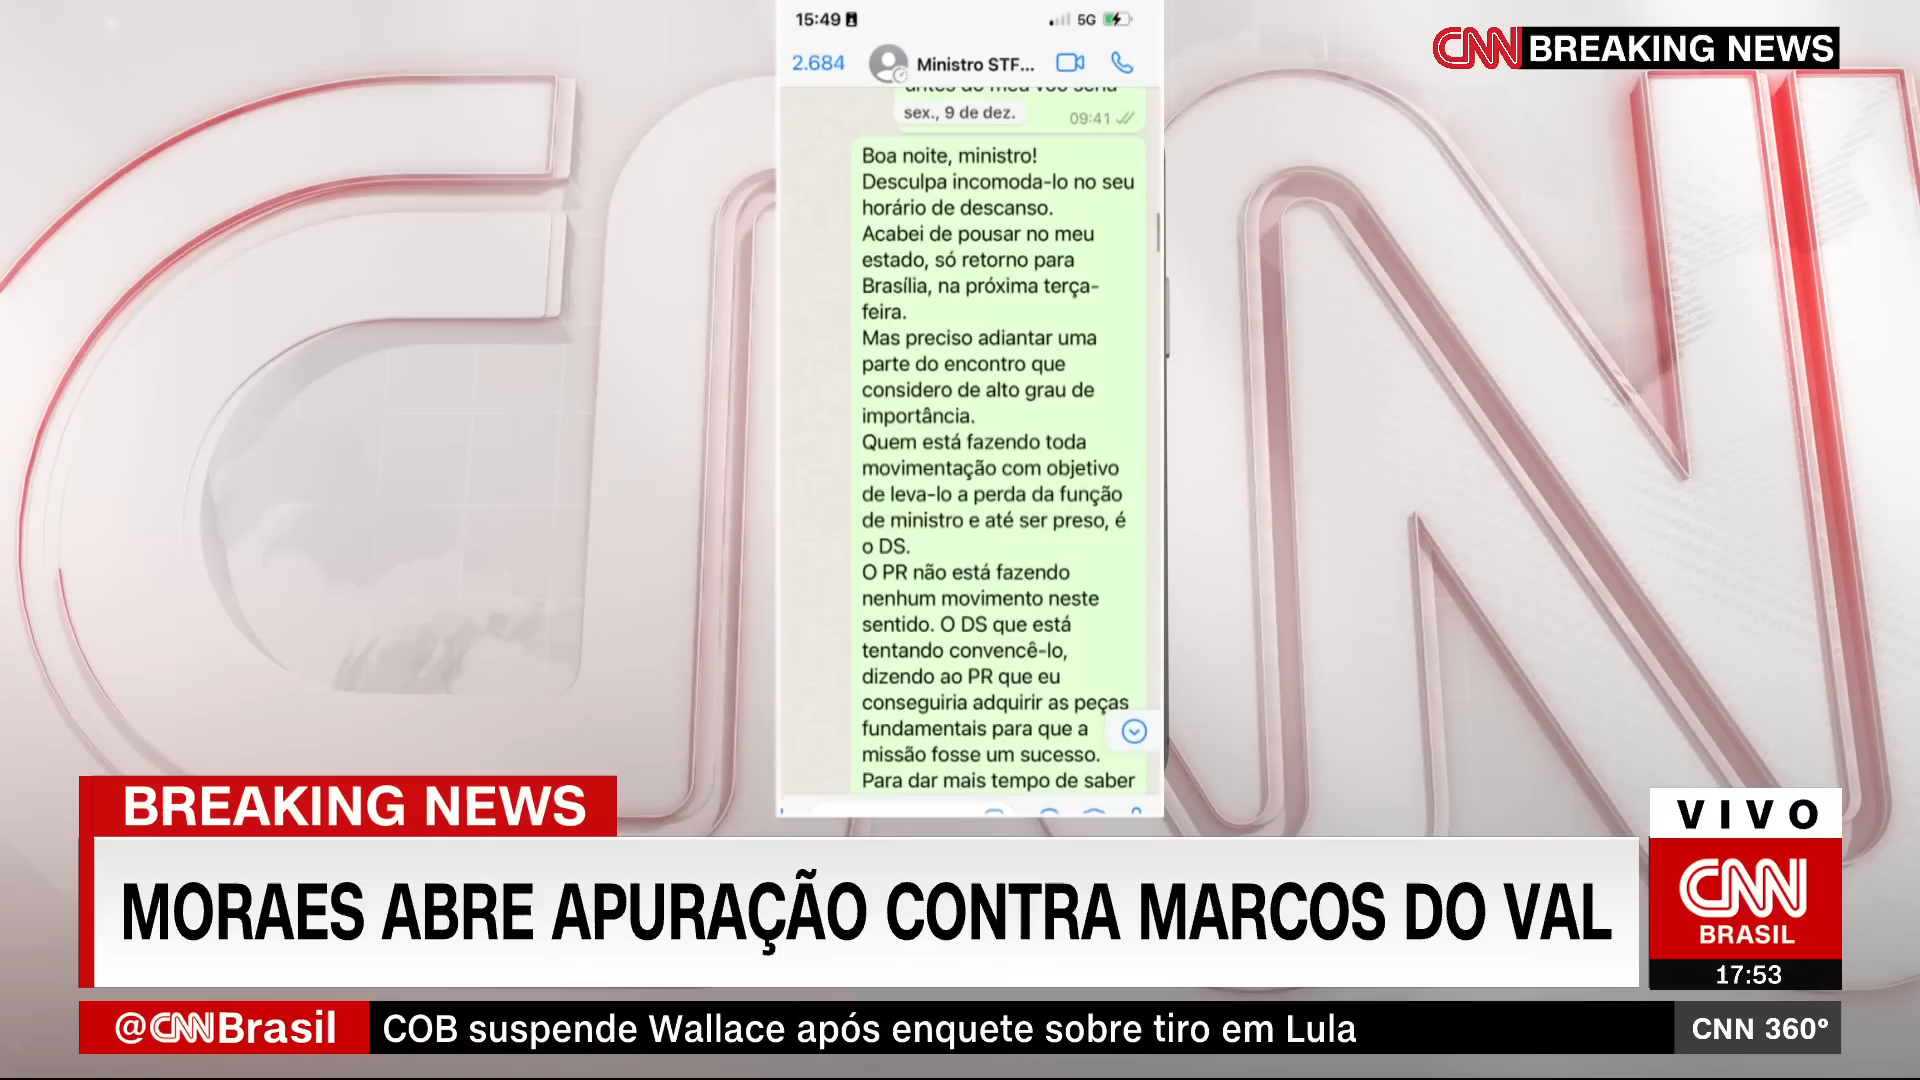 15:49
5G
CNN BREAKING NEWS
2.684
Ministro STF...
antes do meu voo seria
sex., 9 de dez.
09:41
Boa noite, ministro!
Desculpa incomoda-lo no seu
horário de descanso.
Acabei de pousar no meu
estado, só retorno para
Brasília, na próxima terça-
feira.
Mas preciso adiantar uma
parte do encontro que
considero de alto grau de
importância.
Quem está fazendo toda
movimentação com objetivo
de leva-lo a perda da função
de ministro e até ser preso, é
o DS.
O PR não está fazendo
nenhum movimento neste
sentido. O DS que está
tentando convencê-lo,
dizendo ao PR que eu
conseguiria adquirir as peças
fundamentais para que a
missão fosse um sucesso.
Para dar mais tempo de saber
BREAKING NEWS
MORAES ABRE APURAÇÃO CONTRA MARCOS DO VAL
VIVO
CNN
BRASIL
17:53
@CNNBrasil
COB suspende Wallace após enquete sobre tiro em Lula
CNN 360°